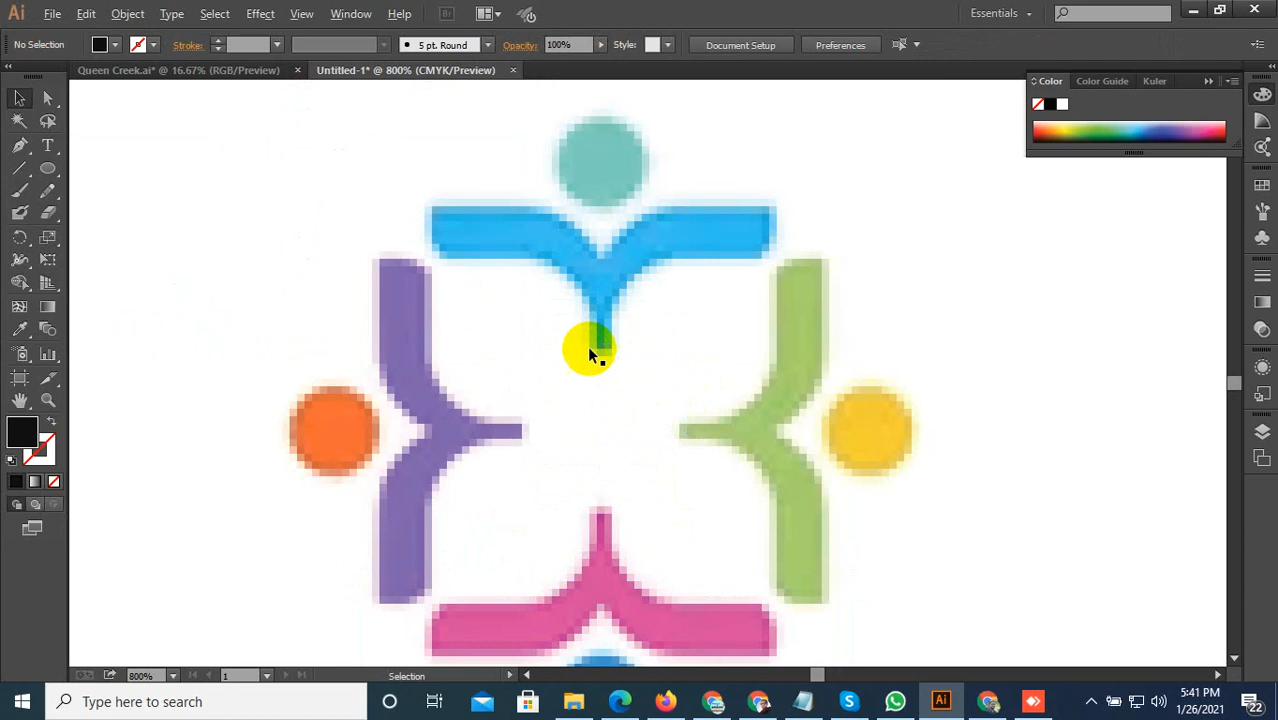 Ai File Edit Object Type Select Effect View Window Help Br Essentials
No Selection Stroke: 5 pt. Round Opacity: 100% Style: Document Setup Preferences
Queen Creek.ai* @ 16.67% (RGB/Preview) × Untitled-1* @ 800% (CMYK/Preview) ×
Color Color Guide Kuler
T
800% 1 Selection
Type here to search
Ai
5:41 PM
1/26/2021
22